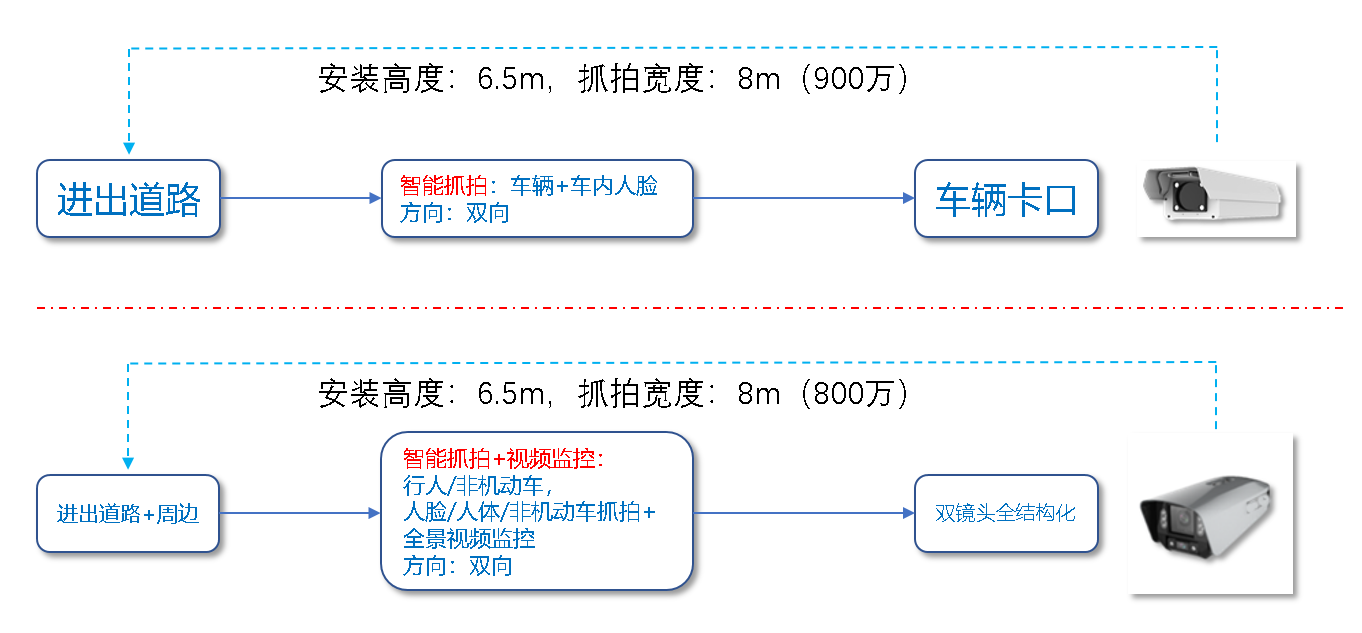 安装高度：6.5m，抓拍宽度：8m（900万）
进出道路
智能抓拍：车辆+车内人脸
方向：双向
车辆卡口
安装高度：6.5m，抓拍宽度：8m（800万）
进出道路+周边
智能抓拍+视频监控：
行人/非机动车，
人脸/人体/非机动车抓拍+
全景视频监控
方向：双向
双镜头全结构化